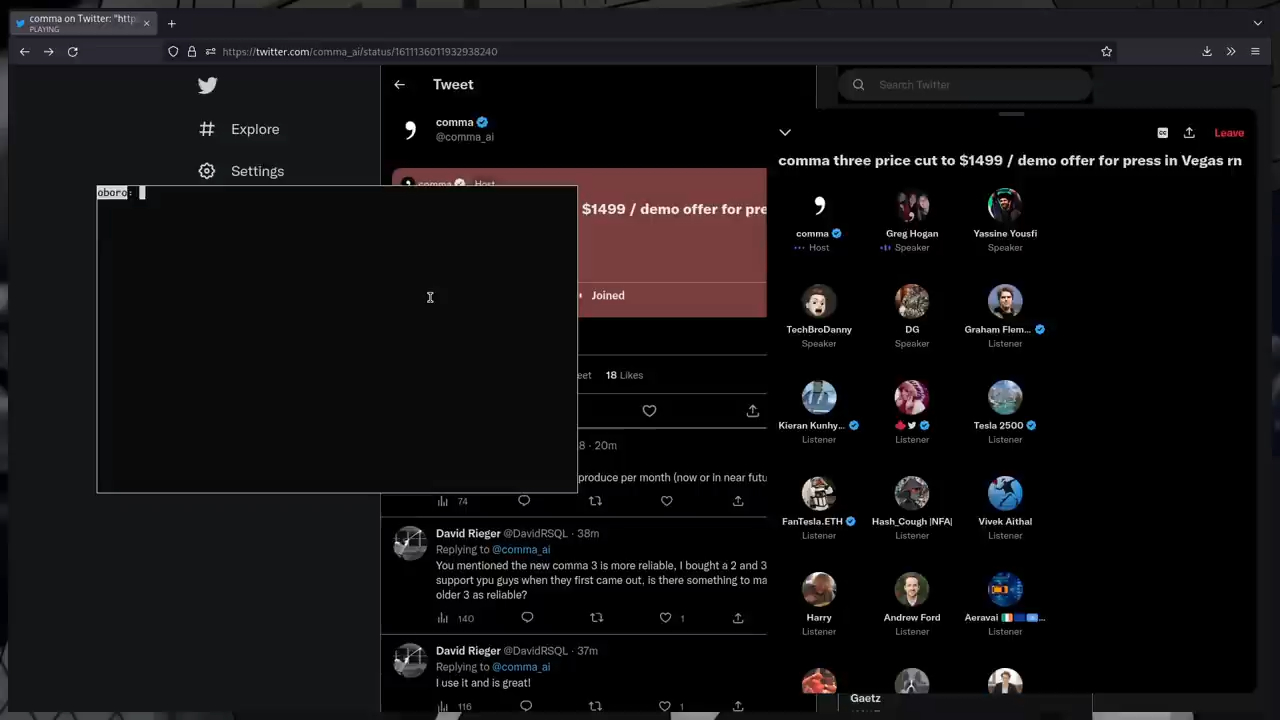 comma on Twitter: "http
PLAYING
https://twitter.com/comma_ai/status/1611136011932938240
Explore
Settings
Tweet
comma
@comma_ai
comma Host
$1499 / demo offer for pre
Joined
eet 18 Likes
Search Twitter
8 · 20m
produce per month (now or in near futu
74
David Rieger @DavidRSQL · 38m
Replying to @comma_ai
You mentioned the new comma 3 is more reliable, I bought a 2 and 3
support ypu guys when they first came out, is there something to ma
older 3 as reliable?
140 1
David Rieger @DavidRSQL · 37m
Replying to @comma_ai
I use it and is great!
116 1
CC Leave
comma three price cut to $1499 / demo offer for press in Vegas rn
comma Greg Hogan Yassine Yousfi
Host Speaker Speaker
TechBroDanny DG Graham Flem...
Speaker Speaker Listener
Kieran Kunhy... Tesla 2500
Listener Listener Listener
FanTesla.ETH Hash_Cough |NFA| Vivek Aithal
Listener Listener Listener
Harry Andrew Ford Aeravai
Listener Listener Listener
Gaetz